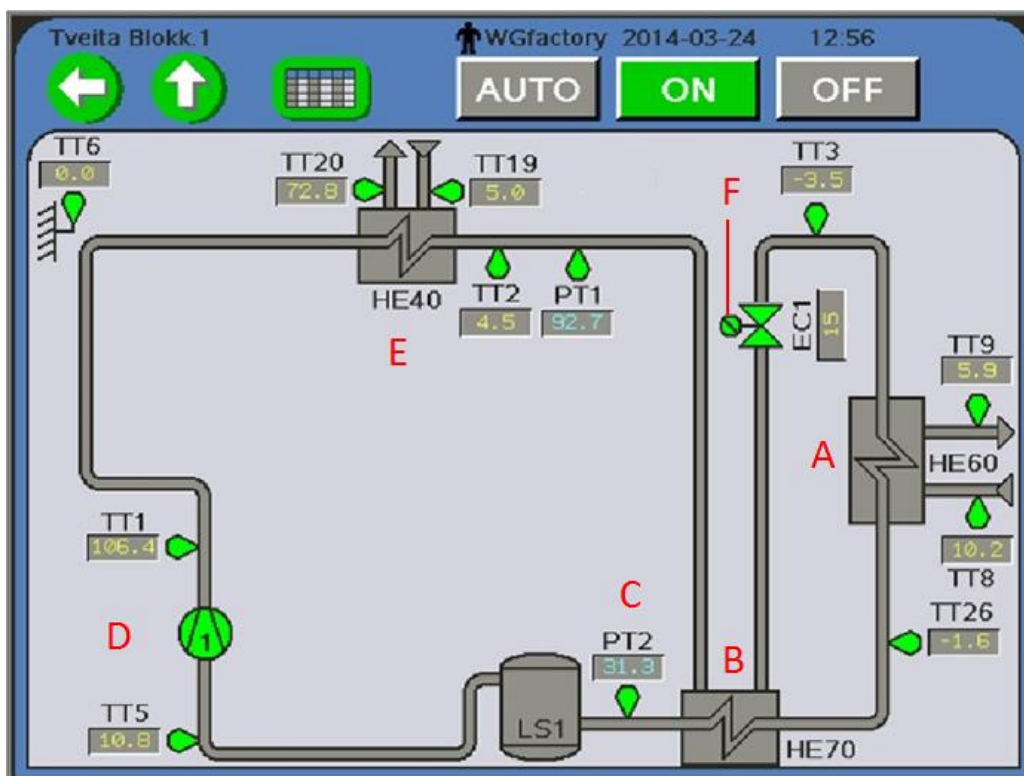 Tveita Blokk.1 WGfactory 2014-03-24 12:56
AUTO ON OFF
TT6
0.0
TT20
72.8
TT19
5.0
TT3
-3.5
F
HE40
TT2
4.5
PT1
92.7
EC1
15
E
TT9
5.9
A
HE60
10.2
TT8
TT1
106.4
C
TT26
-1.6
D
1
PT2
31.3
B
TT5
10.8
LS1
HE70